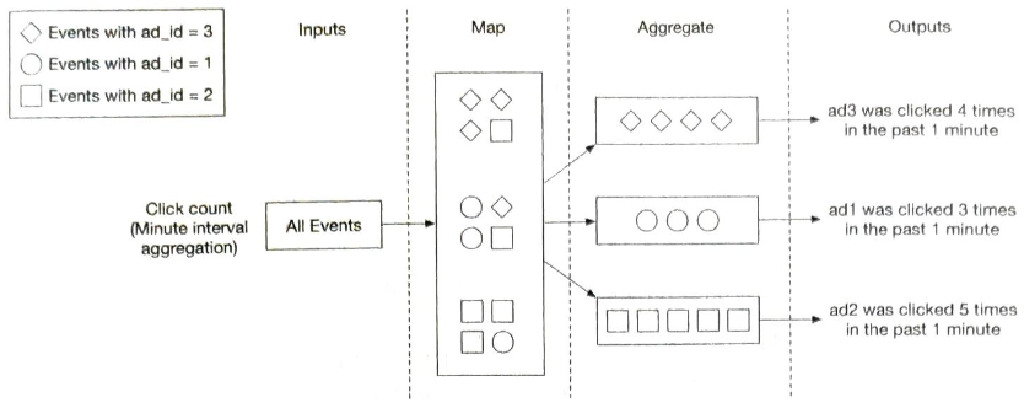 Events with ad_id = 3
Events with ad_id = 1
Events with ad_id = 2
Inputs
Map
Aggregate
Outputs
Click count
(Minute interval
aggregation)
All Events
ad3 was clicked 4 times
in the past 1 minute
ad1 was clicked 3 times
in the past 1 minute
ad2 was clicked 5 times
in the past 1 minute